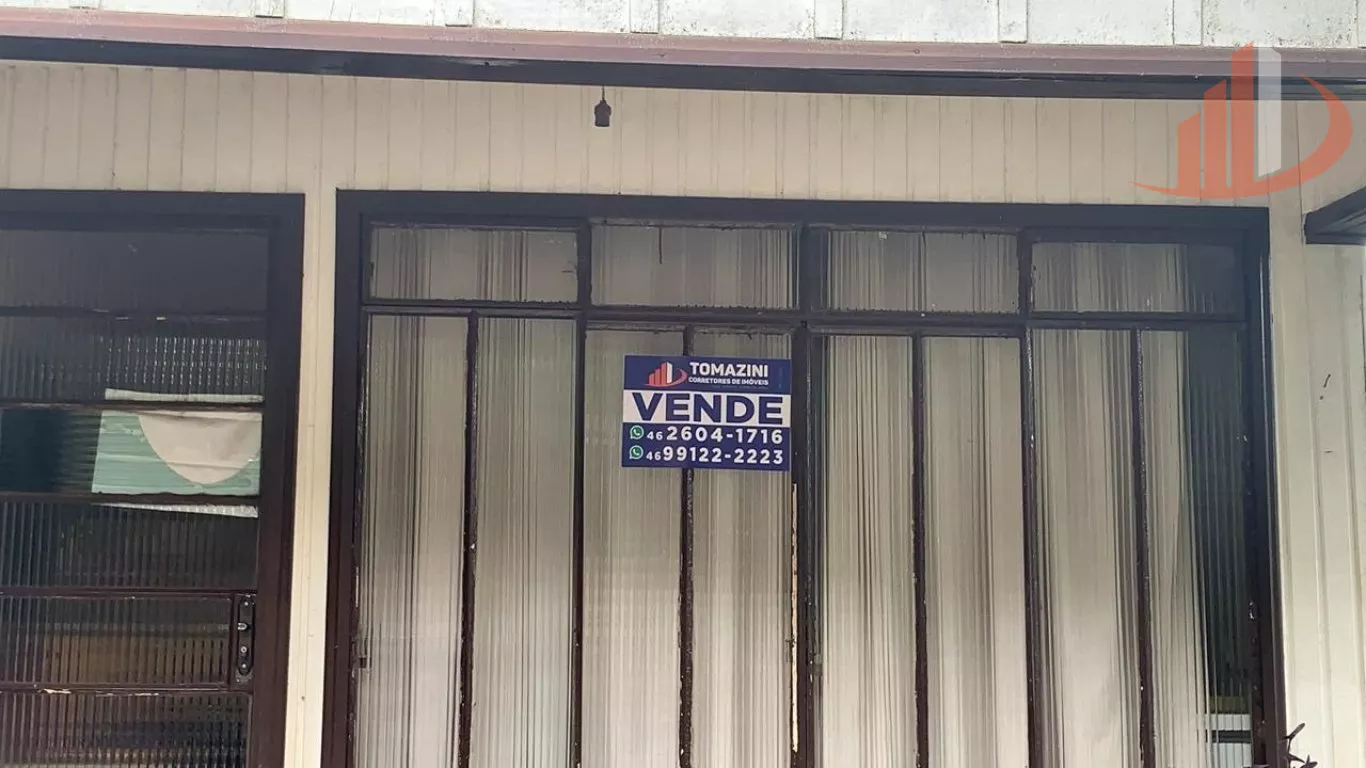 TOMAZINI
CORRETORES DE IMÓVEIS
VENDE
46 2604-1716
46 99122-2223